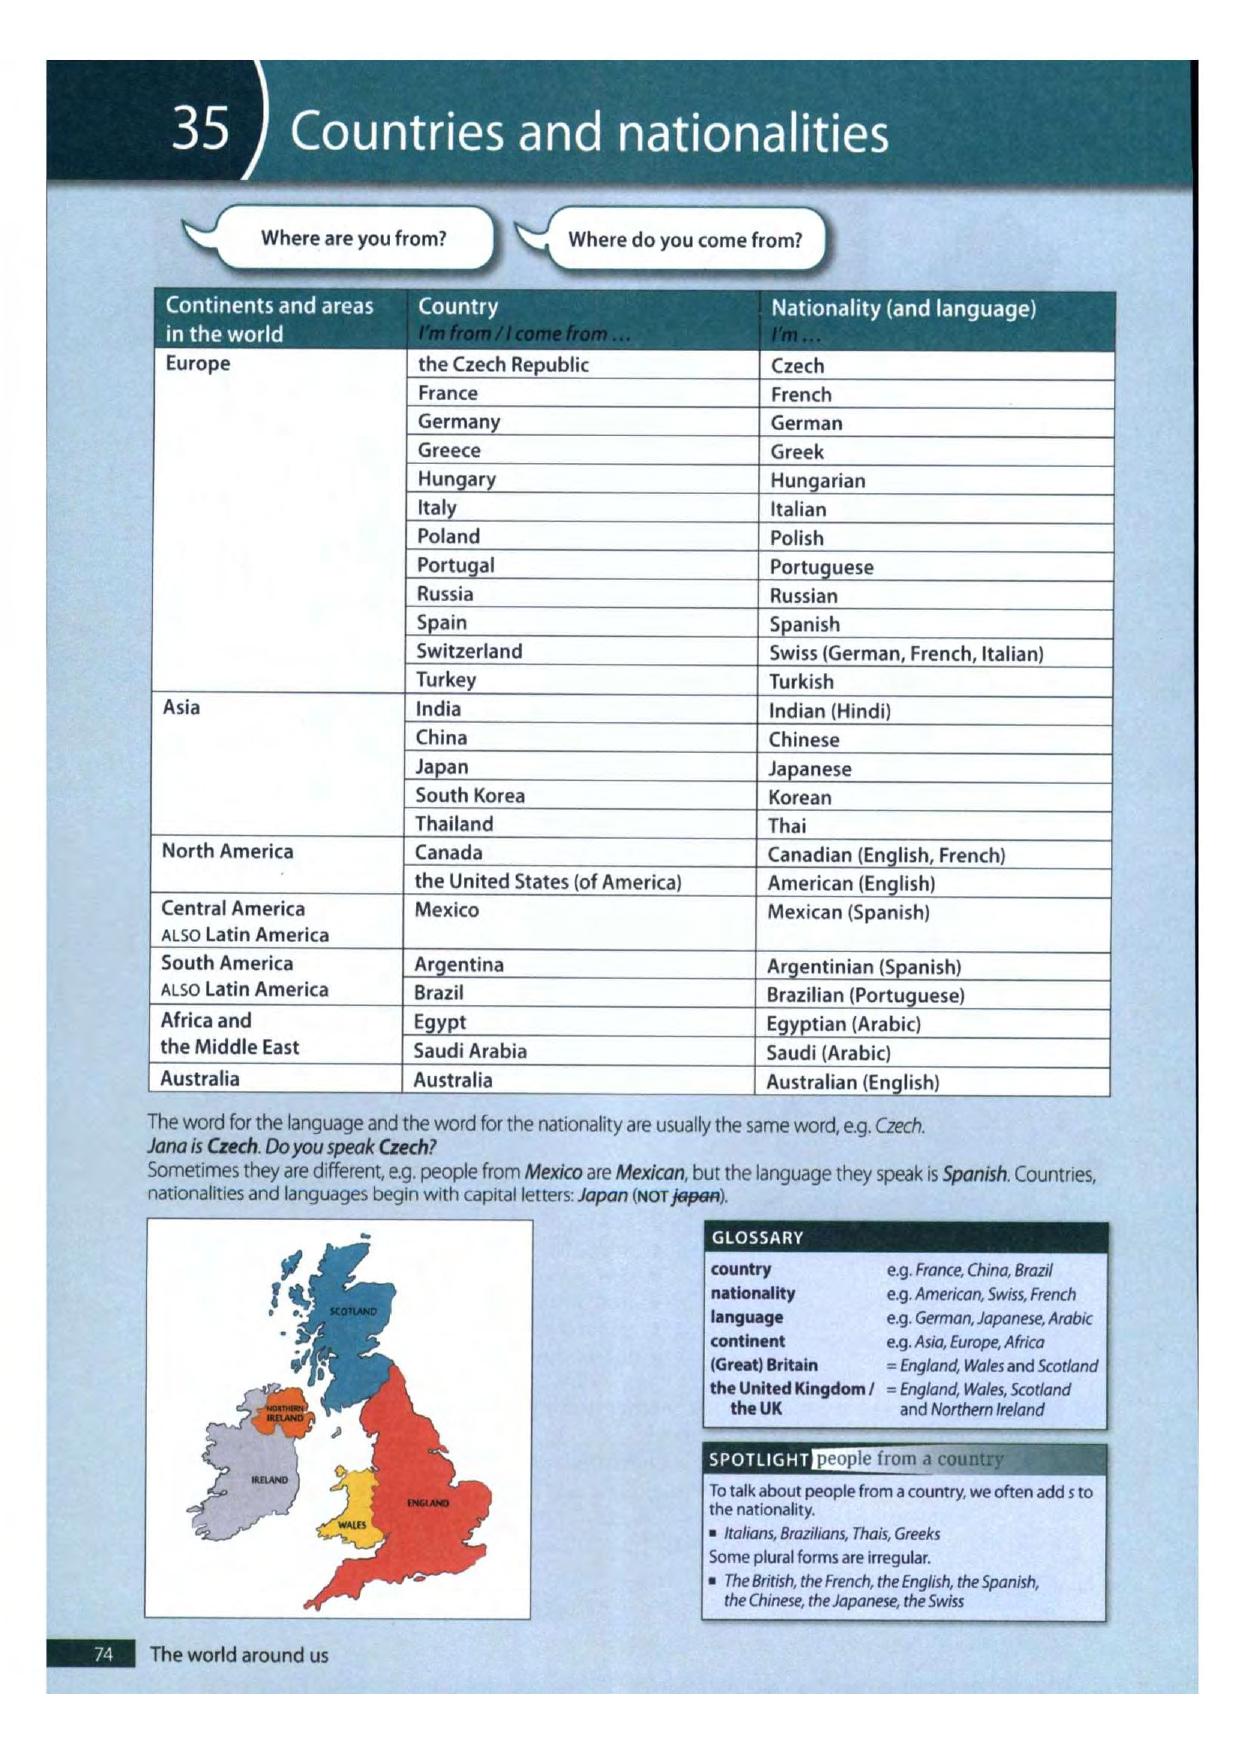 35
Countries and nationalities
Where are you from?
Where do you come from?
Continents and areas in the world | Country I'm from / I come from ... | Nationality (and language) I'm ...
Europe | the Czech Republic | Czech
France | French
Germany | German
Greece | Greek
Hungary | Hungarian
Italy | Italian
Poland | Polish
Portugal | Portuguese
Russia | Russian
Spain | Spanish
Switzerland | Swiss (German, French, Italian)
Turkey | Turkish
Asia | India | Indian (Hindi)
China | Chinese
Japan | Japanese
South Korea | Korean
Thailand | Thai
North America | Canada | Canadian (English, French)
the United States (of America) | American (English)
Central America ALSO Latin America | Mexico | Mexican (Spanish)
South America ALSO Latin America | Argentina | Argentinian (Spanish)
Brazil | Brazilian (Portuguese)
Africa and the Middle East | Egypt | Egyptian (Arabic)
Saudi Arabia | Saudi (Arabic)
Australia | Australia | Australian (English)
The word for the language and the word for the nationality are usually the same word, e.g. Czech.
Jana is Czech. Do you speak Czech?
Sometimes they are different, e.g. people from Mexico are Mexican, but the language they speak is Spanish. Countries,
nationalities and languages begin with capital letters: Japan (NOT japan).
SCOTLAND
NORTHERN
IRELAND
IRELAND
ENGLAND
WALES
GLOSSARY
country e.g. France, China, Brazil
nationality e.g. American, Swiss, French
language e.g. German, Japanese, Arabic
continent e.g. Asia, Europe, Africa
(Great) Britain = England, Wales and Scotland
the United Kingdom / = England, Wales, Scotland
the UK and Northern Ireland
SPOTLIGHT people from a country
To talk about people from a country, we often add s to
the nationality.
▪ Italians, Brazilians, Thais, Greeks
Some plural forms are irregular.
▪ The British, the French, the English, the Spanish,
the Chinese, the Japanese, the Swiss
74 The world around us